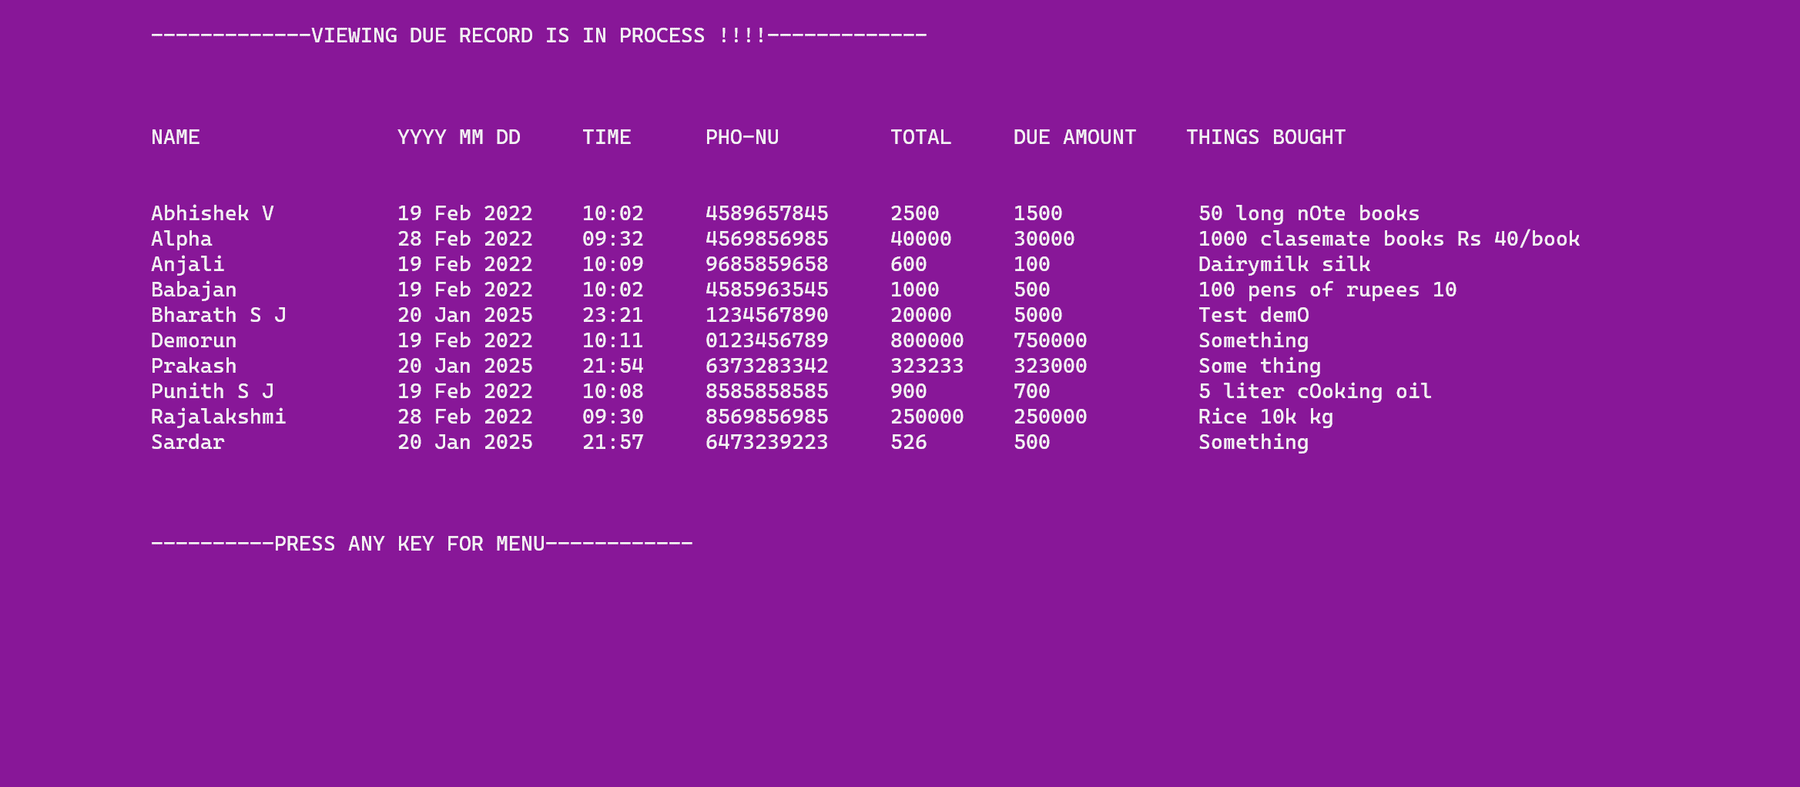 -------------VIEWING DUE RECORD IS IN PROCESS !!!!-------------
NAME                YYYY MM DD     TIME      PHO-NU         TOTAL     DUE AMOUNT    THINGS BOUGHT
Abhishek V          19 Feb 2022    10:02     4589657845     2500      1500           50 long nOte books
Alpha               28 Feb 2022    09:32     4569856985     40000     30000          1000 clasemate books Rs 40/book
Anjali              19 Feb 2022    10:09     9685859658     600       100            Dairymilk silk
Babajan             19 Feb 2022    10:02     4585963545     1000      500            100 pens of rupees 10
Bharath S J         20 Jan 2025    23:21     1234567890     20000     5000           Test demO
Demorun             19 Feb 2022    10:11     0123456789     800000    750000         Something
Prakash             20 Jan 2025    21:54     6373283342     323233    323000         Some thing
Punith S J          19 Feb 2022    10:08     8585858585     900       700            5 liter cOoking oil
Rajalakshmi         28 Feb 2022    09:30     8569856985     250000    250000         Rice 10k kg
Sardar              20 Jan 2025    21:57     6473239223     526       500            Something
----------PRESS ANY KEY FOR MENU------------